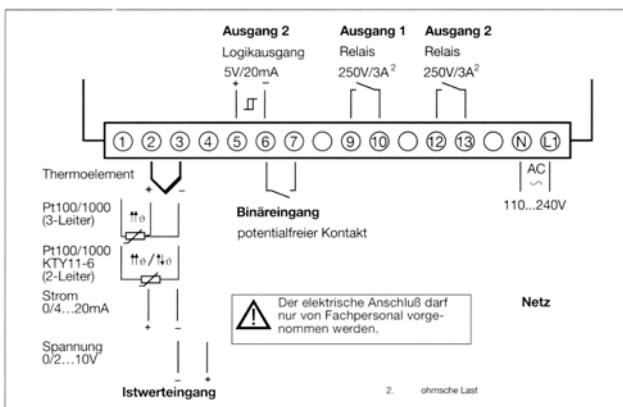 Ausgang 2 Ausgang 1 Ausgang 2
Logikausgang Relais Relais
5V/20mA 250V/3A² 250V/3A²
+ −
1 2 3 4 5 6 7 9 10 12 13 N L1
Thermoelement + − AC
110...240V
Pt100/1000
(3-Leiter)
ϑ
Binäreingang
potentialfreier Kontakt
Pt100/1000
KTY11-6
(2-Leiter)
ϑ/ ϑ
Strom
0/4...20mA
+ −
Der elektrische Anschluß darf
nur von Fachpersonal vorge-
nommen werden.
Netz
Spannung
0/2...10V
− +
Istwerteingang
2. ohmsche Last